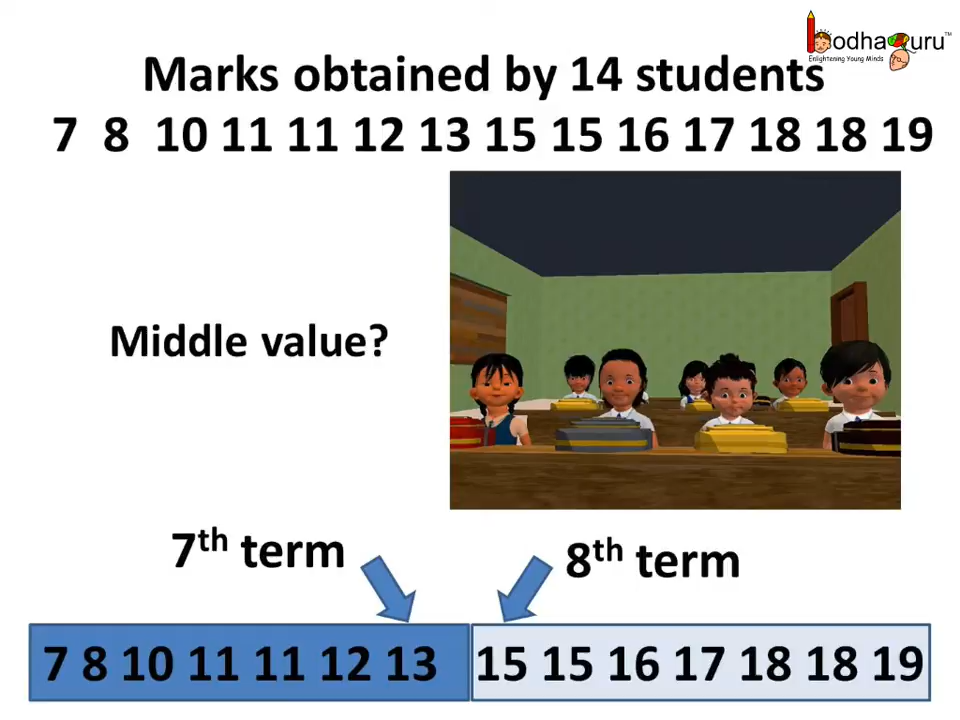 BodhaGuru™
Enlightening Young Minds
Marks obtained by 14 students
7 8 10 11 11 12 13 15 15 16 17 18 18 19
Middle value?
7th term
8th term
7 8 10 11 11 12 13 15 15 16 17 18 18 19